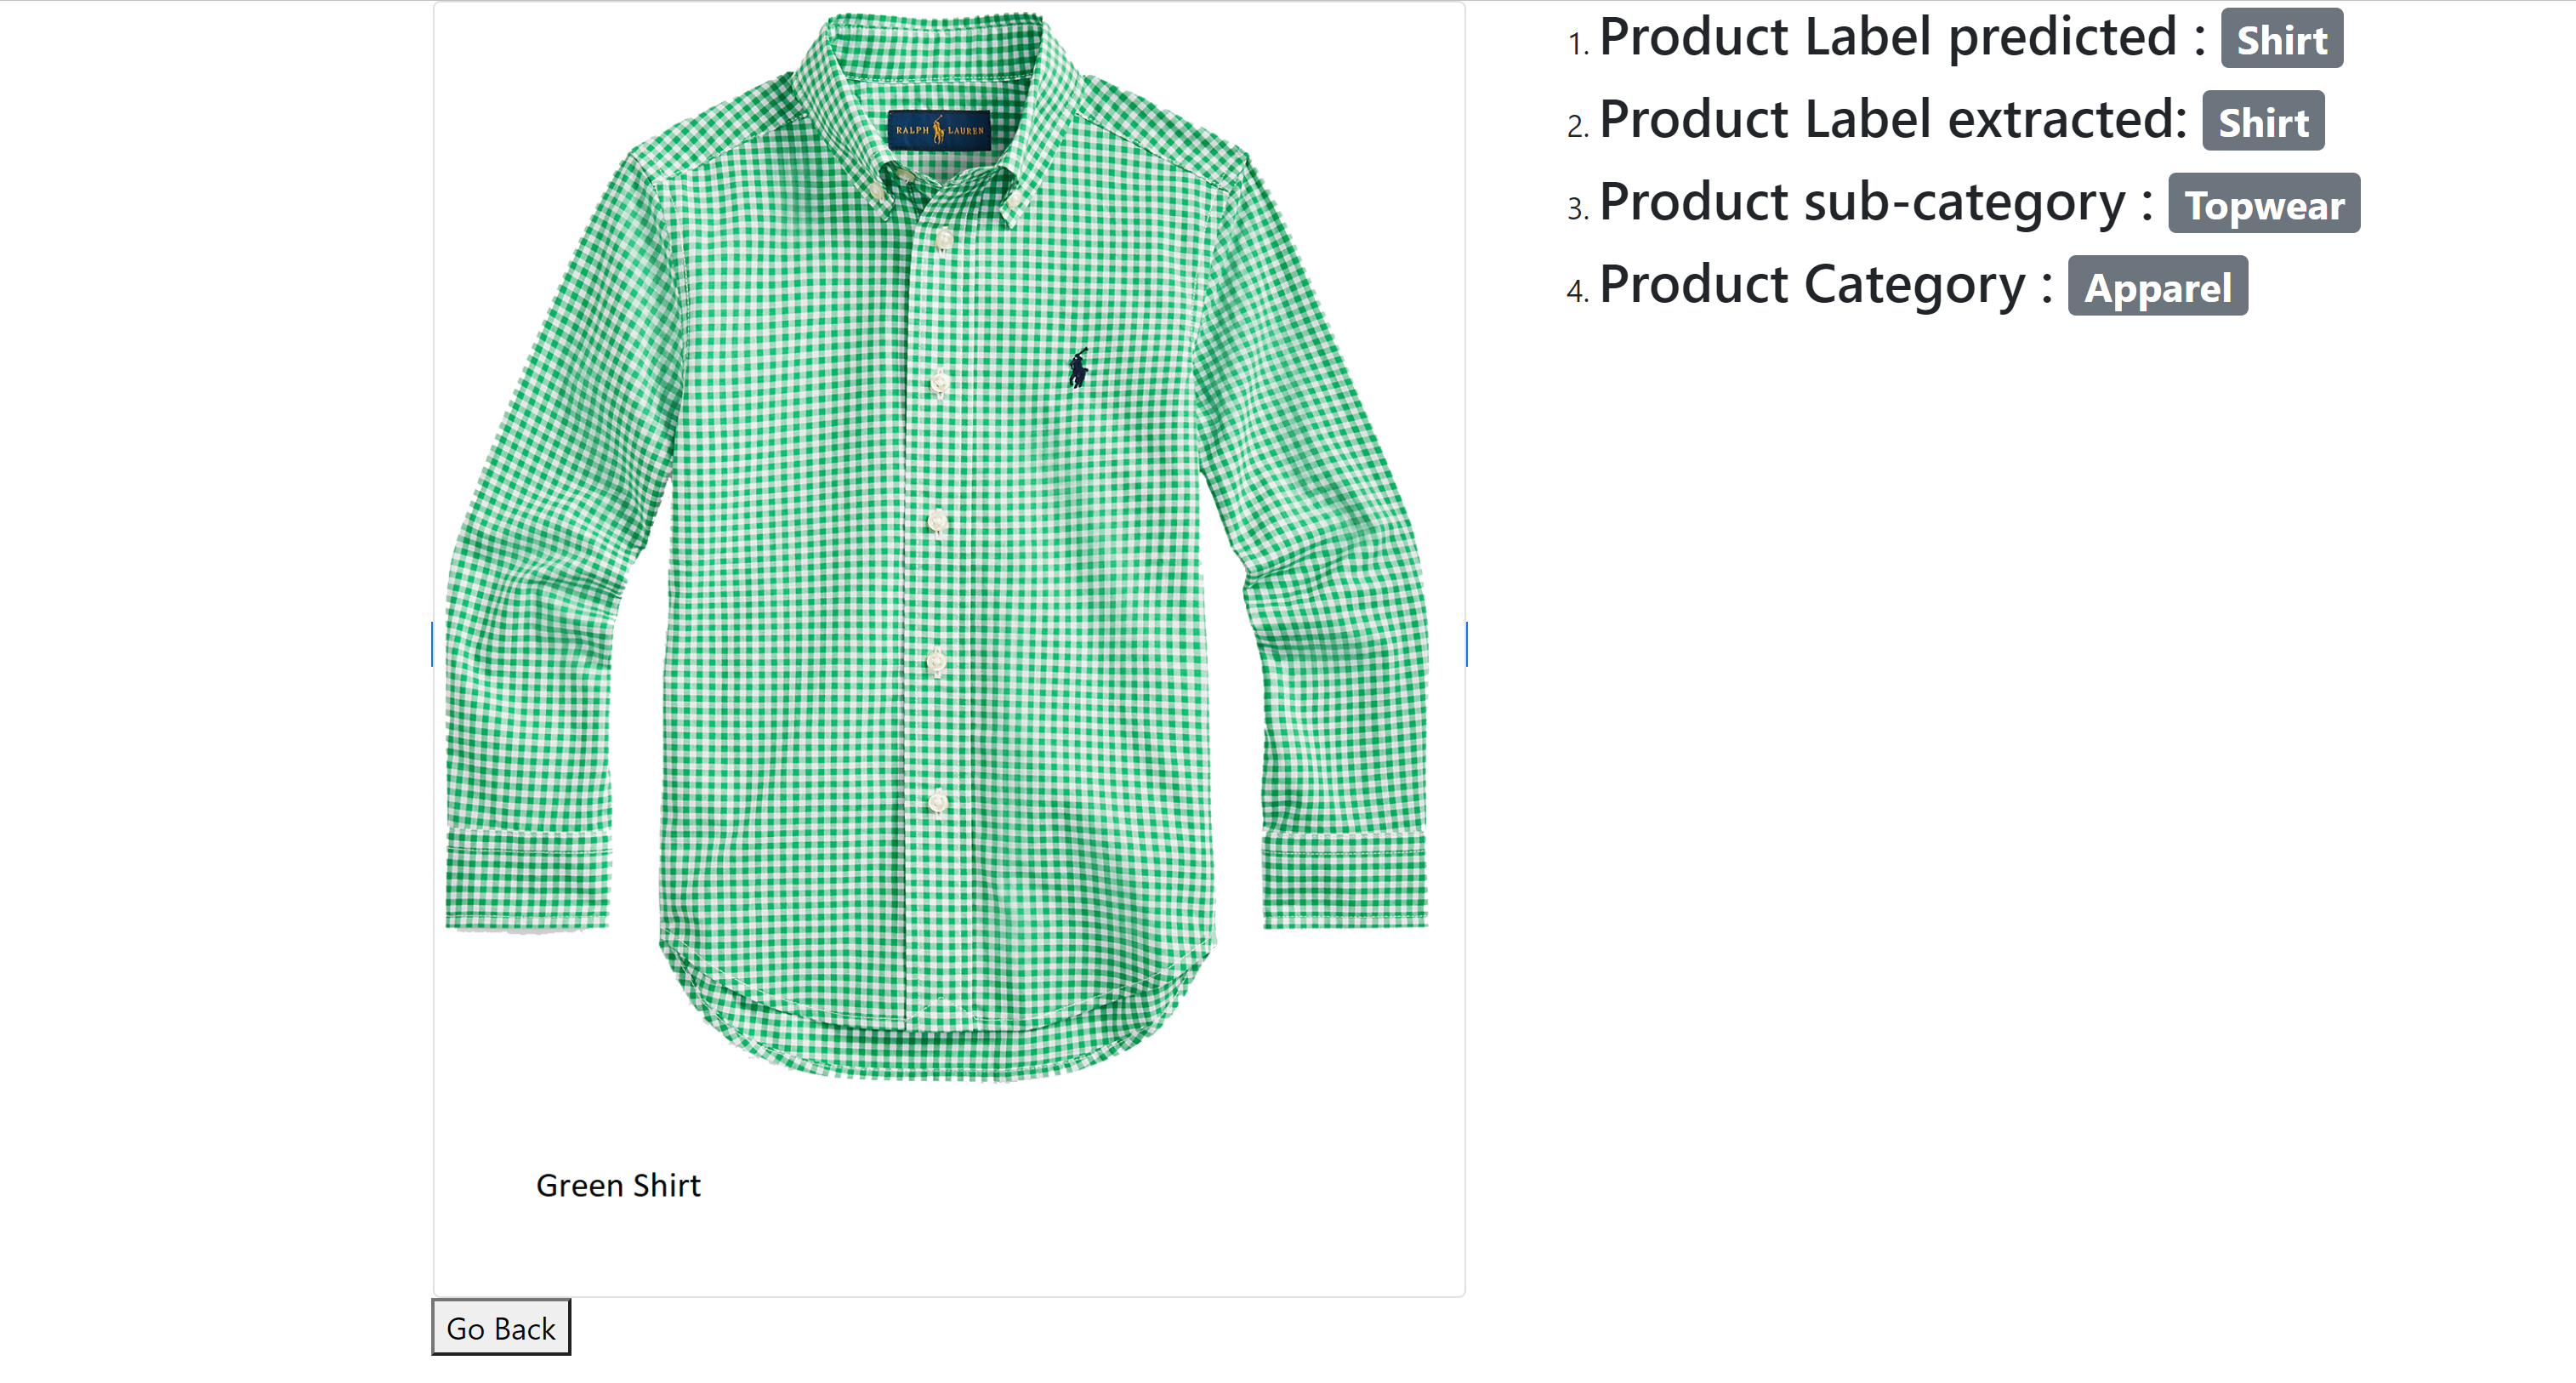 RALPH LAUREN
Green Shirt
Go Back
1. Product Label predicted : Shirt
2. Product Label extracted: Shirt
3. Product sub-category : Topwear
4. Product Category : Apparel